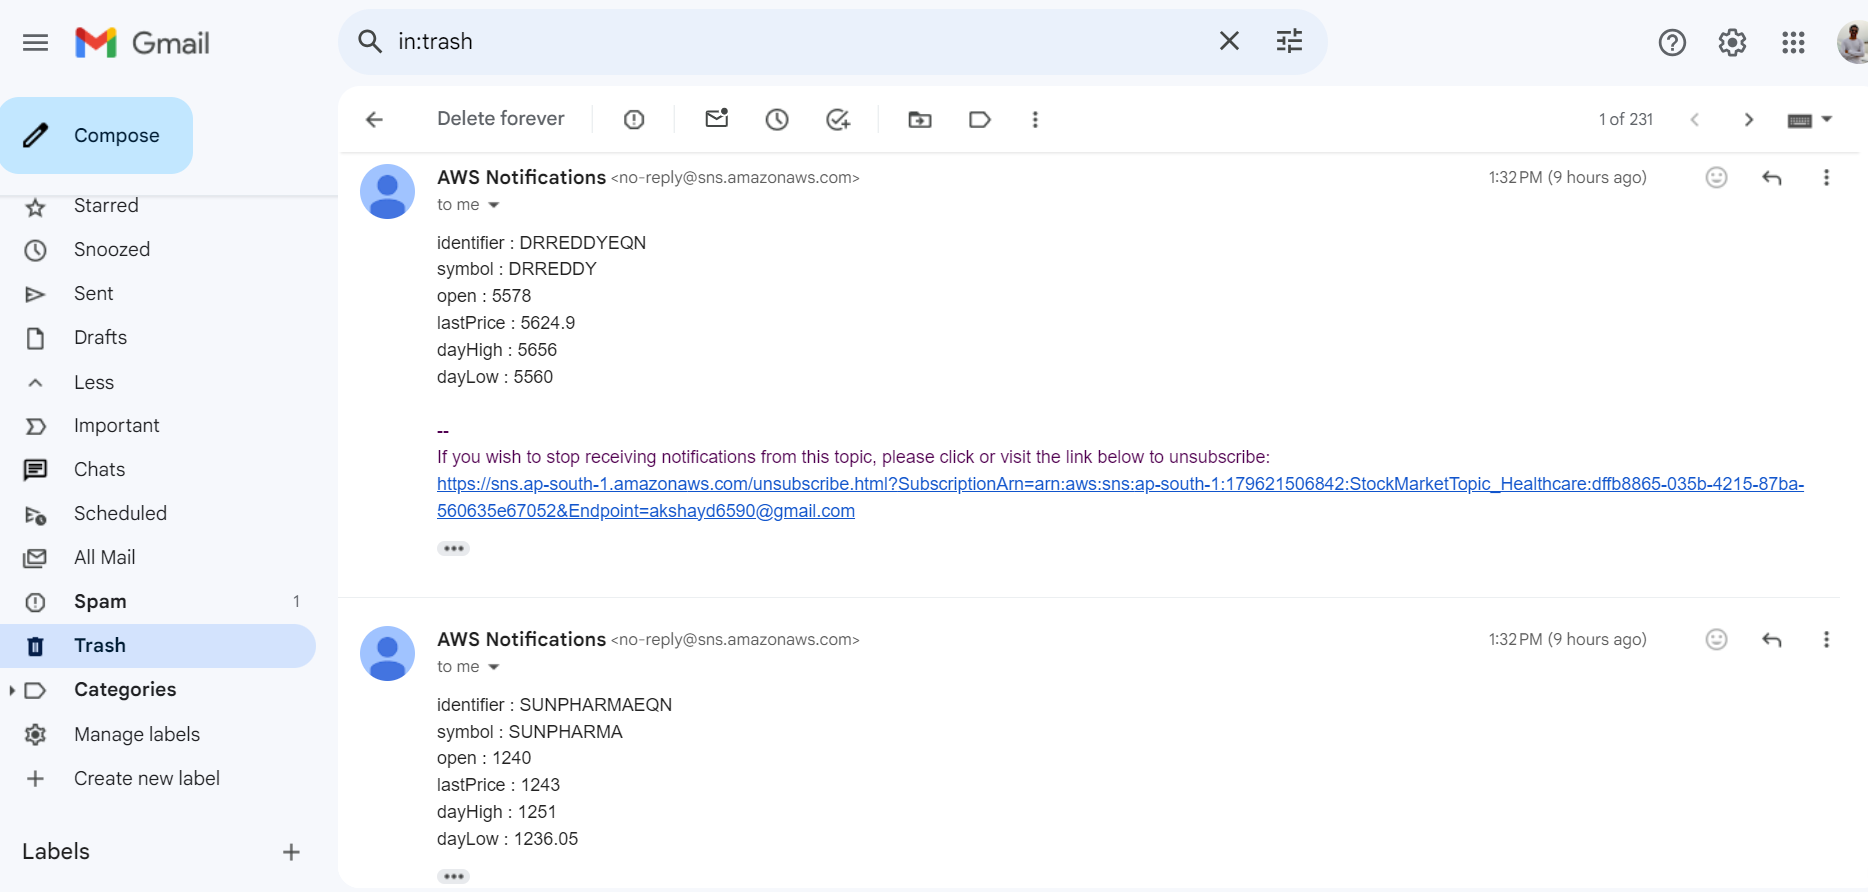 Gmail
in:trash
Compose
Starred
Snoozed
Sent
Drafts
Less
Important
Chats
Scheduled
All Mail
Spam 1
Trash
Categories
Manage labels
Create new label
Labels
Delete forever
1 of 231
AWS Notifications <no-reply@sns.amazonaws.com>
1:32 PM (9 hours ago)
to me
identifier : DRREDDYEQN
symbol : DRREDDY
open : 5578
lastPrice : 5624.9
dayHigh : 5656
dayLow : 5560
--
If you wish to stop receiving notifications from this topic, please click or visit the link below to unsubscribe:
https://sns.ap-south-1.amazonaws.com/unsubscribe.html?SubscriptionArn=arn:aws:sns:ap-south-1:179621506842:StockMarketTopic_Healthcare:dffb8865-035b-4215-87ba-
560635e67052&Endpoint=akshayd6590@gmail.com
AWS Notifications <no-reply@sns.amazonaws.com>
1:32 PM (9 hours ago)
to me
identifier : SUNPHARMAEQN
symbol : SUNPHARMA
open : 1240
lastPrice : 1243
dayHigh : 1251
dayLow : 1236.05